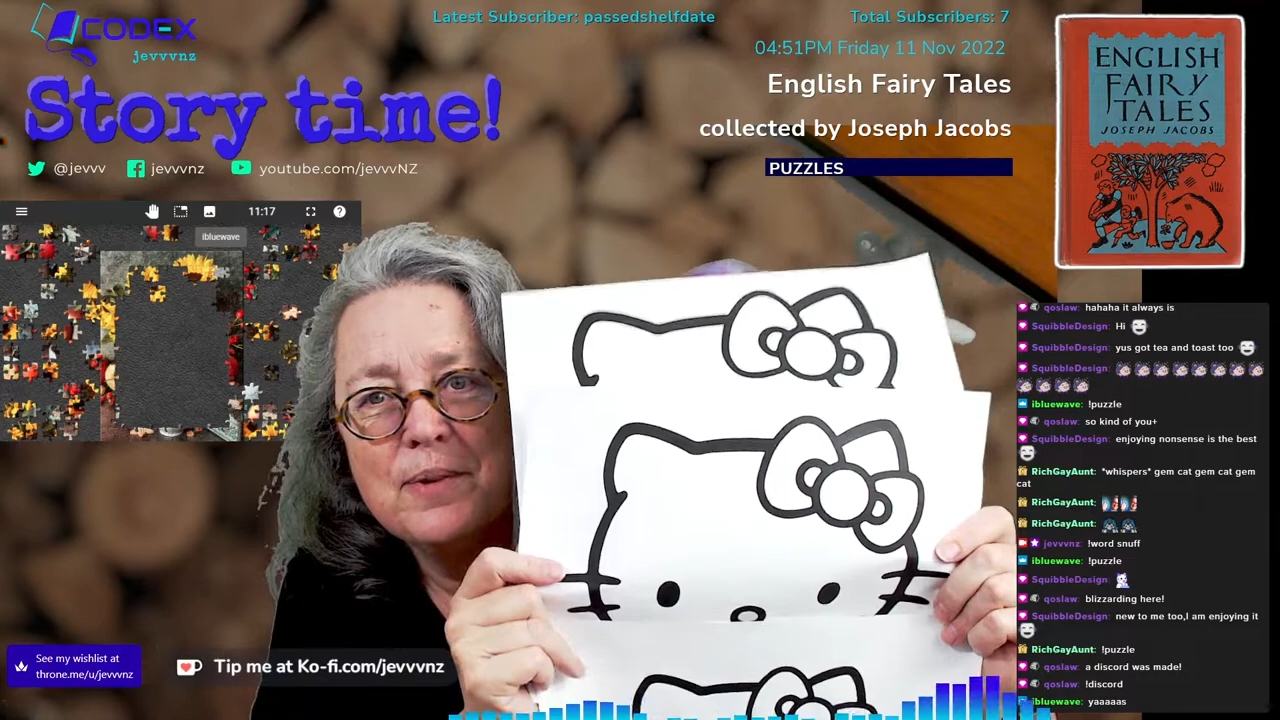 CODEX
jevvvnz
Story time!
@jevvv
jevvvnz
youtube.com/jevvvNZ
Latest Subscriber: passedshelfdate
Total Subscribers: 7
04:51PM Friday 11 Nov 2022
English Fairy Tales
collected by Joseph Jacobs
PUZZLES
ENGLISH
FAIRY
TALES
JOSEPH JACOBS
11:17
ibluewave
qoslaw: hahaha it always is
SquibbleDesign: Hi
SquibbleDesign: yus got tea and toast too
SquibbleDesign:
ibluewave: !puzzle
qoslaw: so kind of you+
SquibbleDesign: enjoying nonsense is the best
RichGayAunt: *whispers* gem cat gem cat gem
cat
RichGayAunt:
RichGayAunt:
jevvvnz: !word snuff
ibluewave: !puzzle
SquibbleDesign:
qoslaw: blizzarding here!
SquibbleDesign: new to me too,I am enjoying it
RichGayAunt: !puzzle
qoslaw: a discord was made!
qoslaw: !discord
ibluewave: yaaaaas
See my wishlist at
throne.me/u/jevvvnz
Tip me at Ko-fi.com/jevvvnz